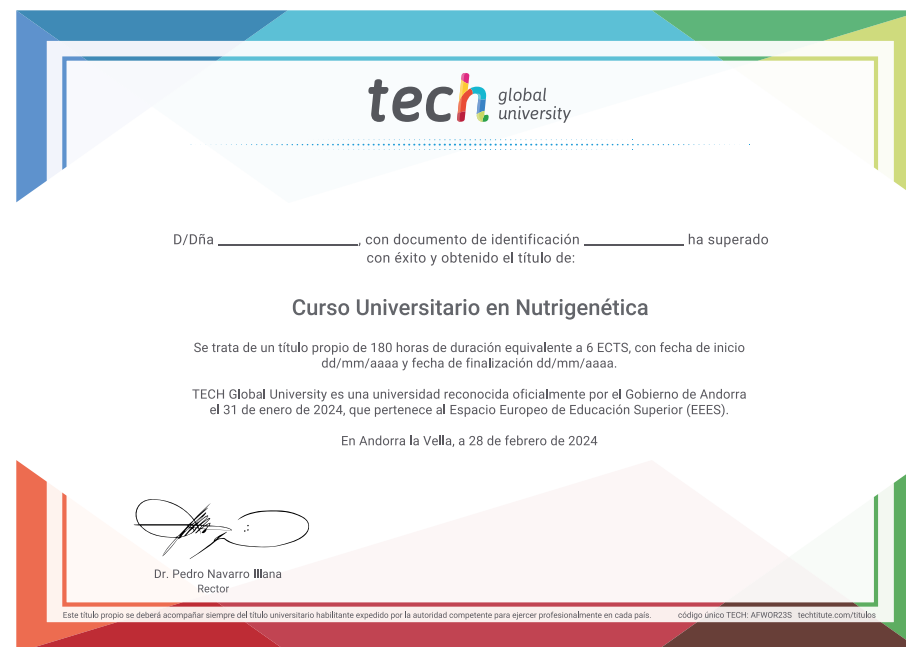 tech global university
D/Dña ____________________, con documento de identificación ______________ ha superado
con éxito y obtenido el título de:
Curso Universitario en Nutrigenética
Se trata de un título propio de 180 horas de duración equivalente a 6 ECTS, con fecha de inicio
dd/mm/aaaa y fecha de finalización dd/mm/aaaa.
TECH Global University es una universidad reconocida oficialmente por el Gobierno de Andorra
el 31 de enero de 2024, que pertenece al Espacio Europeo de Educación Superior (EEES).
En Andorra la Vella, a 28 de febrero de 2024
Dr. Pedro Navarro Illana
Rector
Este título propio se deberá acompañar siempre del título universitario habilitante expedido por la autoridad competente para ejercer profesionalmente en cada país. código único TECH: AFWOR23S techtitute.com/titulos